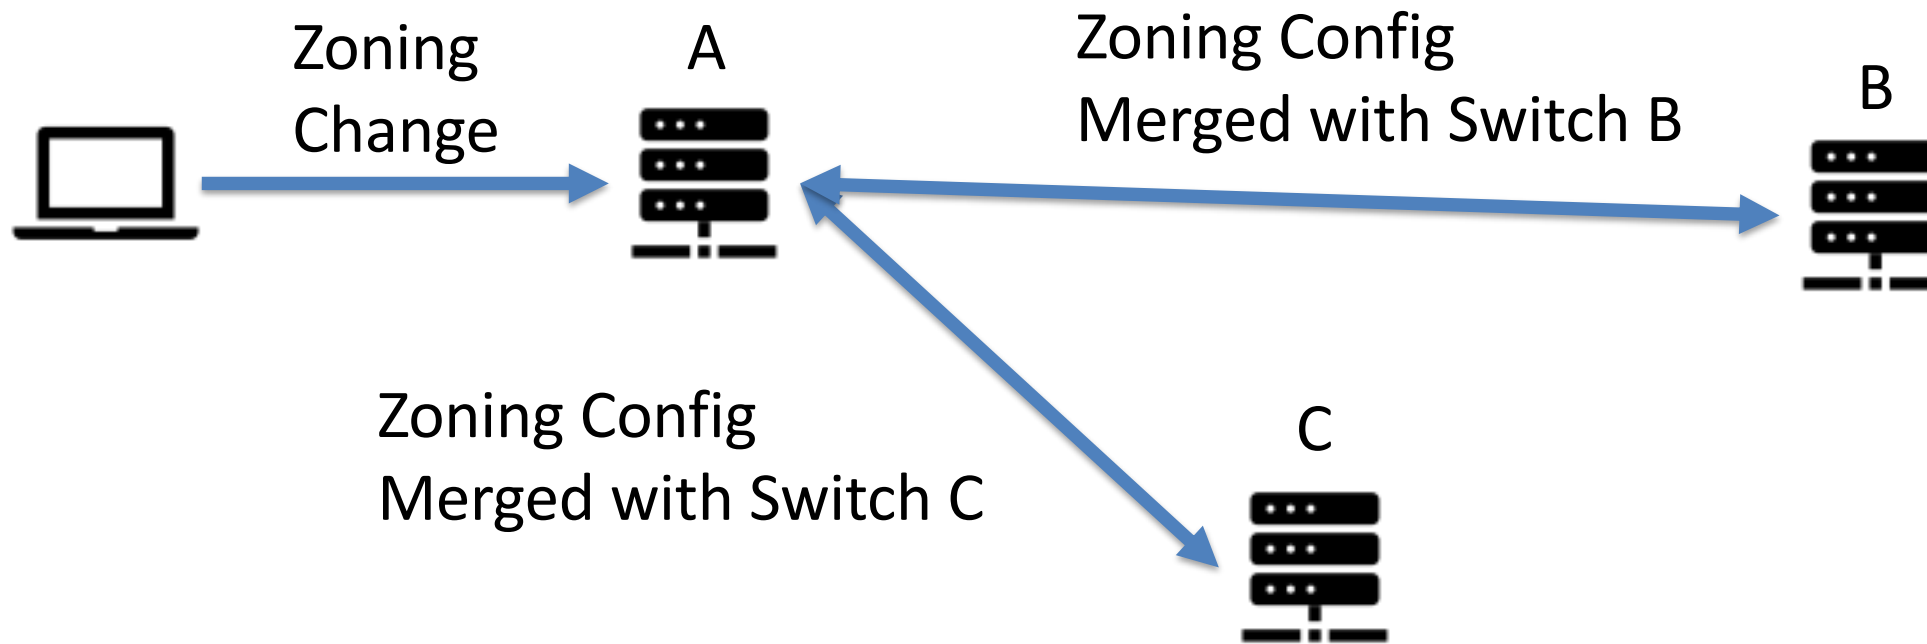 Zoning
Change
A
Zoning Config
Merged with Switch B
B
Zoning Config
Merged with Switch C
C